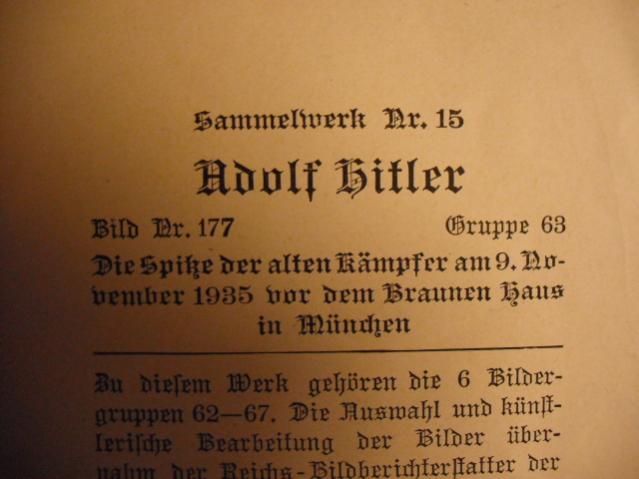 Sammelwerk Nr. 15
Adolf Hitler
Bild Nr. 177 Gruppe 63
Die Spitze der alten Kämpfer am 9. No-
vember 1935 vor dem Braunen Haus
in München
Zu diesem Werk gehören die 6 Bilder-
gruppen 62—67. Die Auswahl und künst-
lerische Bearbeitung der Bilder über-
nahm der Reichs-Bildberichterstatter der